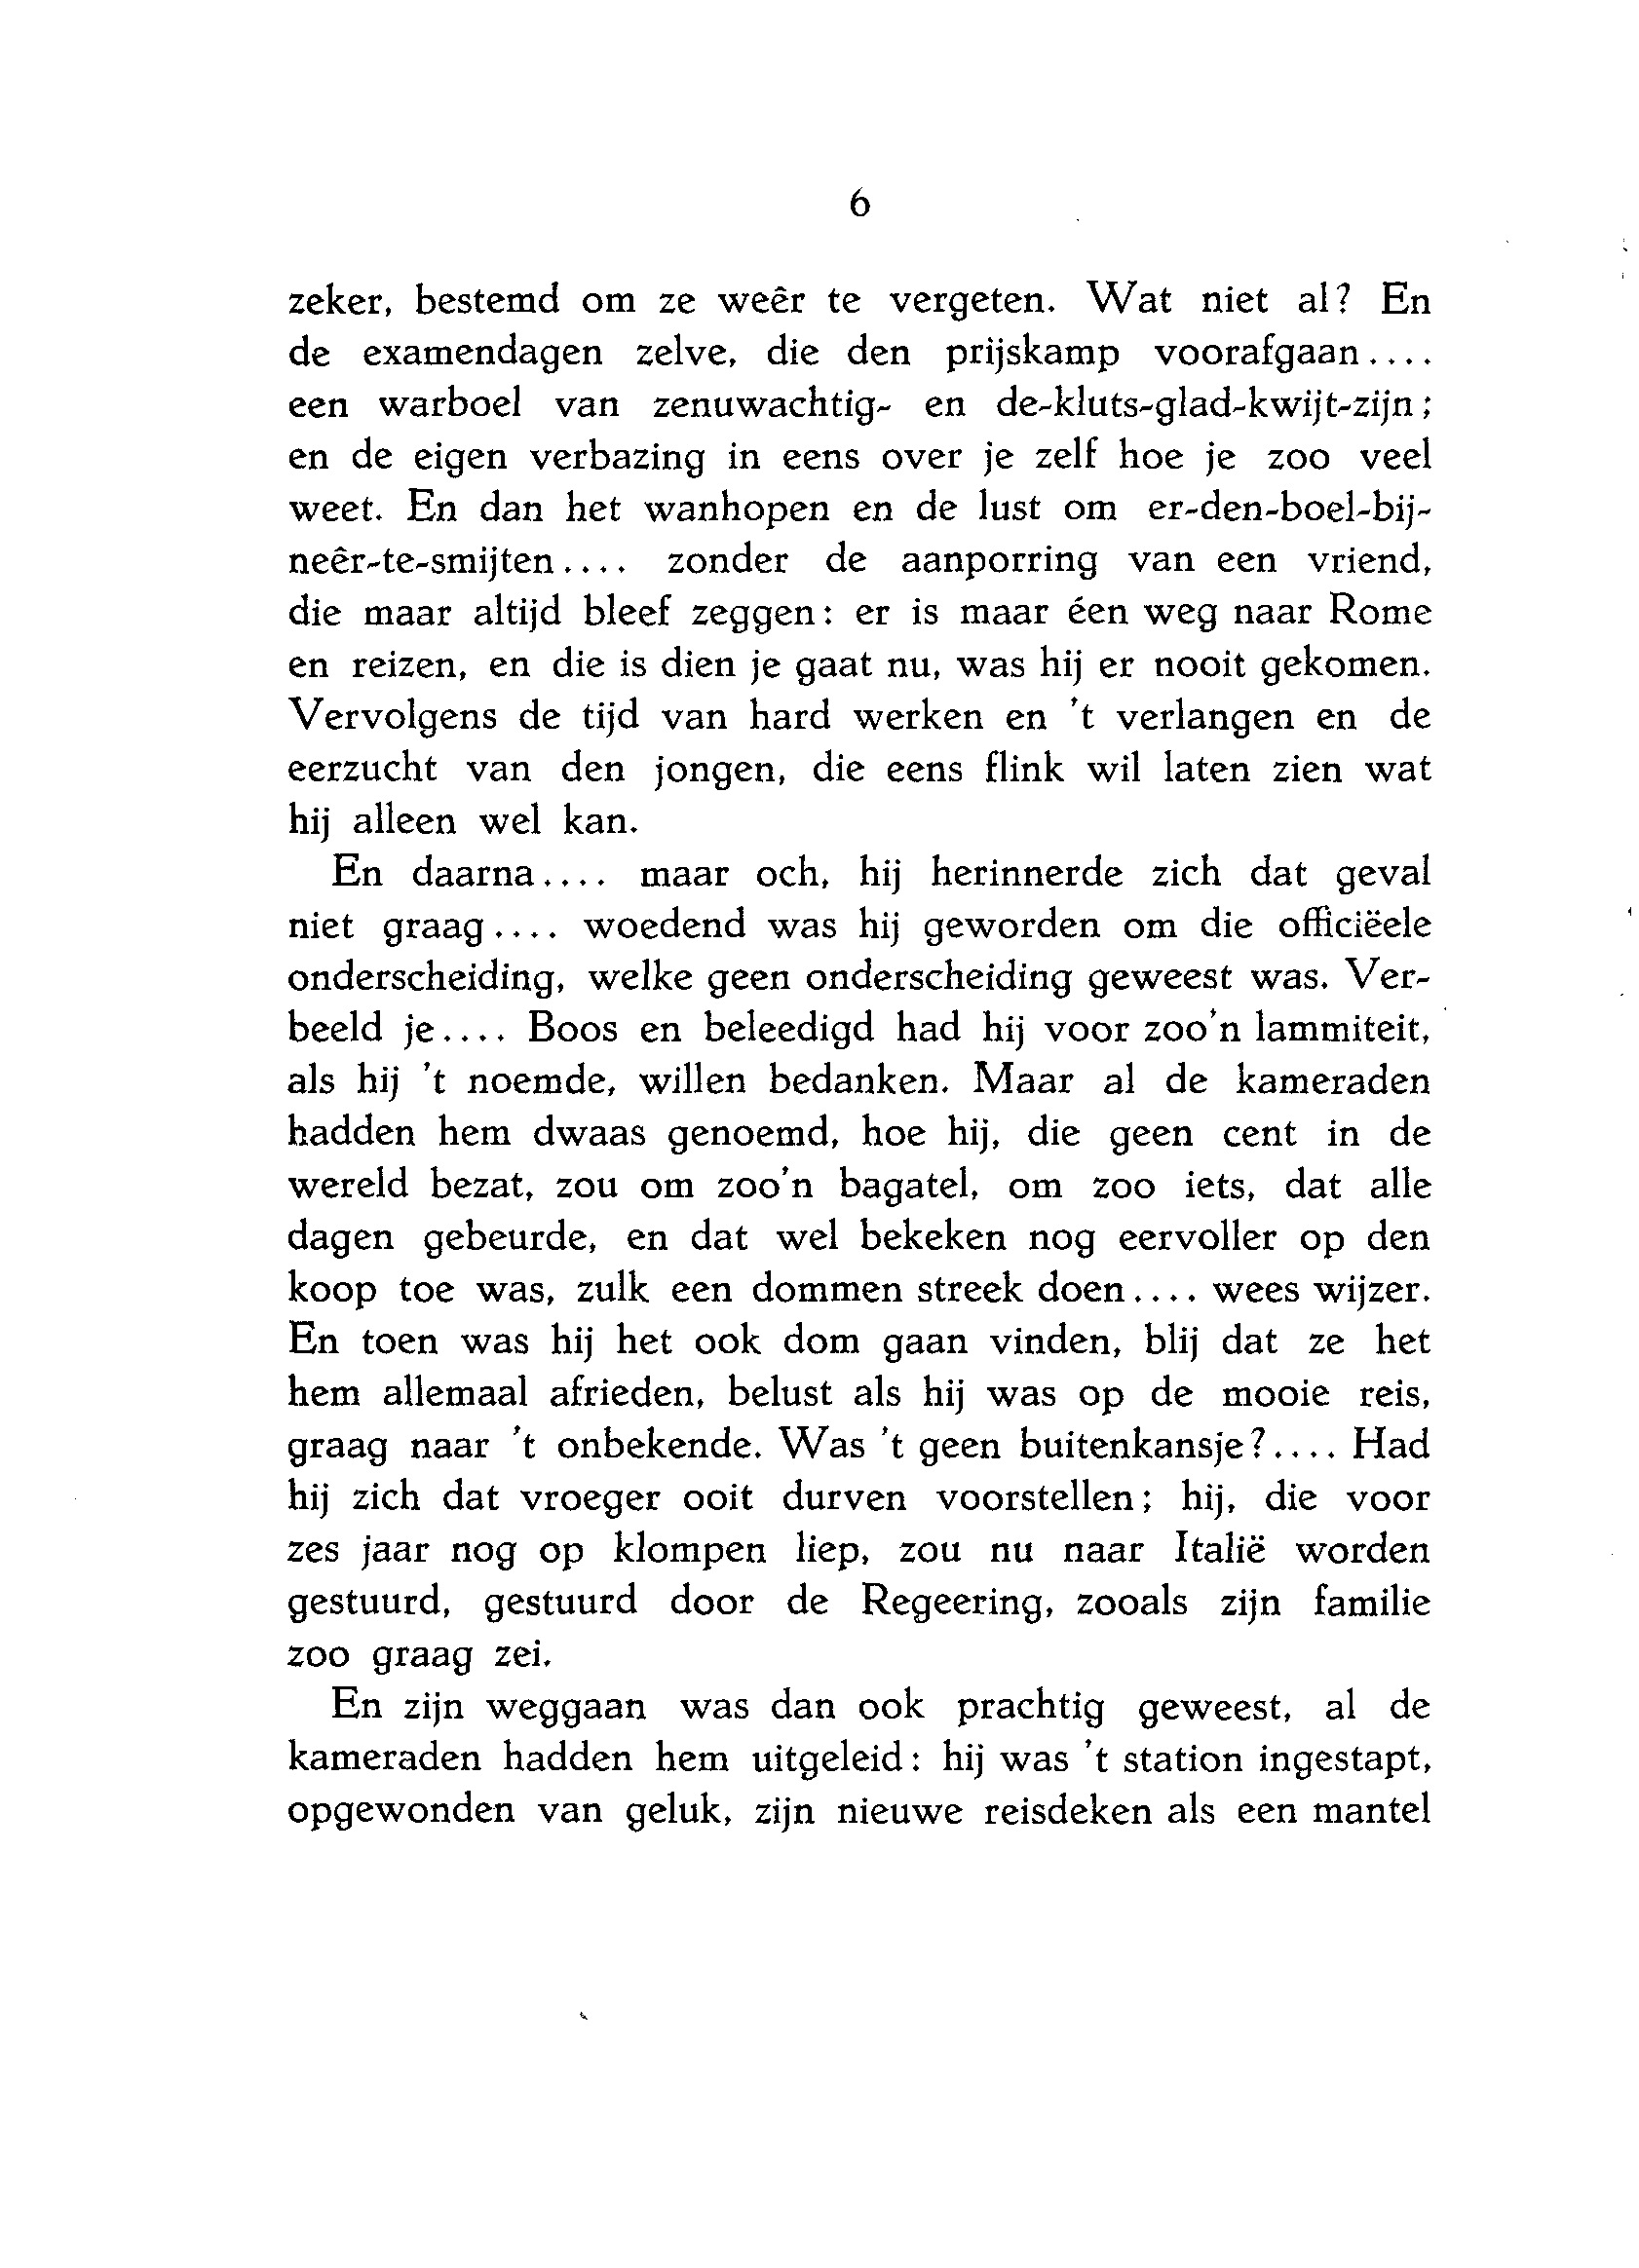 6
zeker, bestemd om ze weêr te vergeten. Wat niet al? En
de examendagen zelve, die den prijskamp voorafgaan....
een warboel van zenuwachtig- en de-kluts-glad-kwijt-zijn;
en de eigen verbazing in eens over je zelf hoe je zoo veel
weet. En dan het wanhopen en de lust om er-den-boel-bij-
neêr-te-smijten.... zonder de aanporring van een vriend,
die maar altijd bleef zeggen: er is maar éen weg naar Rome
en reizen, en die is dien je gaat nu, was hij er nooit gekomen.
Vervolgens de tijd van hard werken en 't verlangen en de
eerzucht van den jongen, die eens flink wil laten zien wat
hij alleen wel kan.
En daarna.... maar och, hij herinnerde zich dat geval
niet graag.... woedend was hij geworden om die officiëele
onderscheiding, welke geen onderscheiding geweest was. Ver-
beeld je.... Boos en beleedigd had hij voor zoo'n lammiteit,
als hij 't noemde, willen bedanken. Maar al de kameraden
hadden hem dwaas genoemd, hoe hij, die geen cent in de
wereld bezat, zou om zoo'n bagatel, om zoo iets, dat alle
dagen gebeurde, en dat wel bekeken nog eervoller op den
koop toe was, zulk een dommen streek doen.... wees wijzer.
En toen was hij het ook dom gaan vinden, blij dat ze het
hem allemaal afrieden, belust als hij was op de mooie reis,
graag naar 't onbekende. Was 't geen buitenkansje?.... Had
hij zich dat vroeger ooit durven voorstellen; hij, die voor
zes jaar nog op klompen liep, zou nu naar Italië worden
gestuurd, gestuurd door de Regeering, zooals zijn familie
zoo graag zei.
En zijn weggaan was dan ook prachtig geweest, al de
kameraden hadden hem uitgeleid: hij was 't station ingestapt,
opgewonden van geluk, zijn nieuwe reisdeken als een mantel